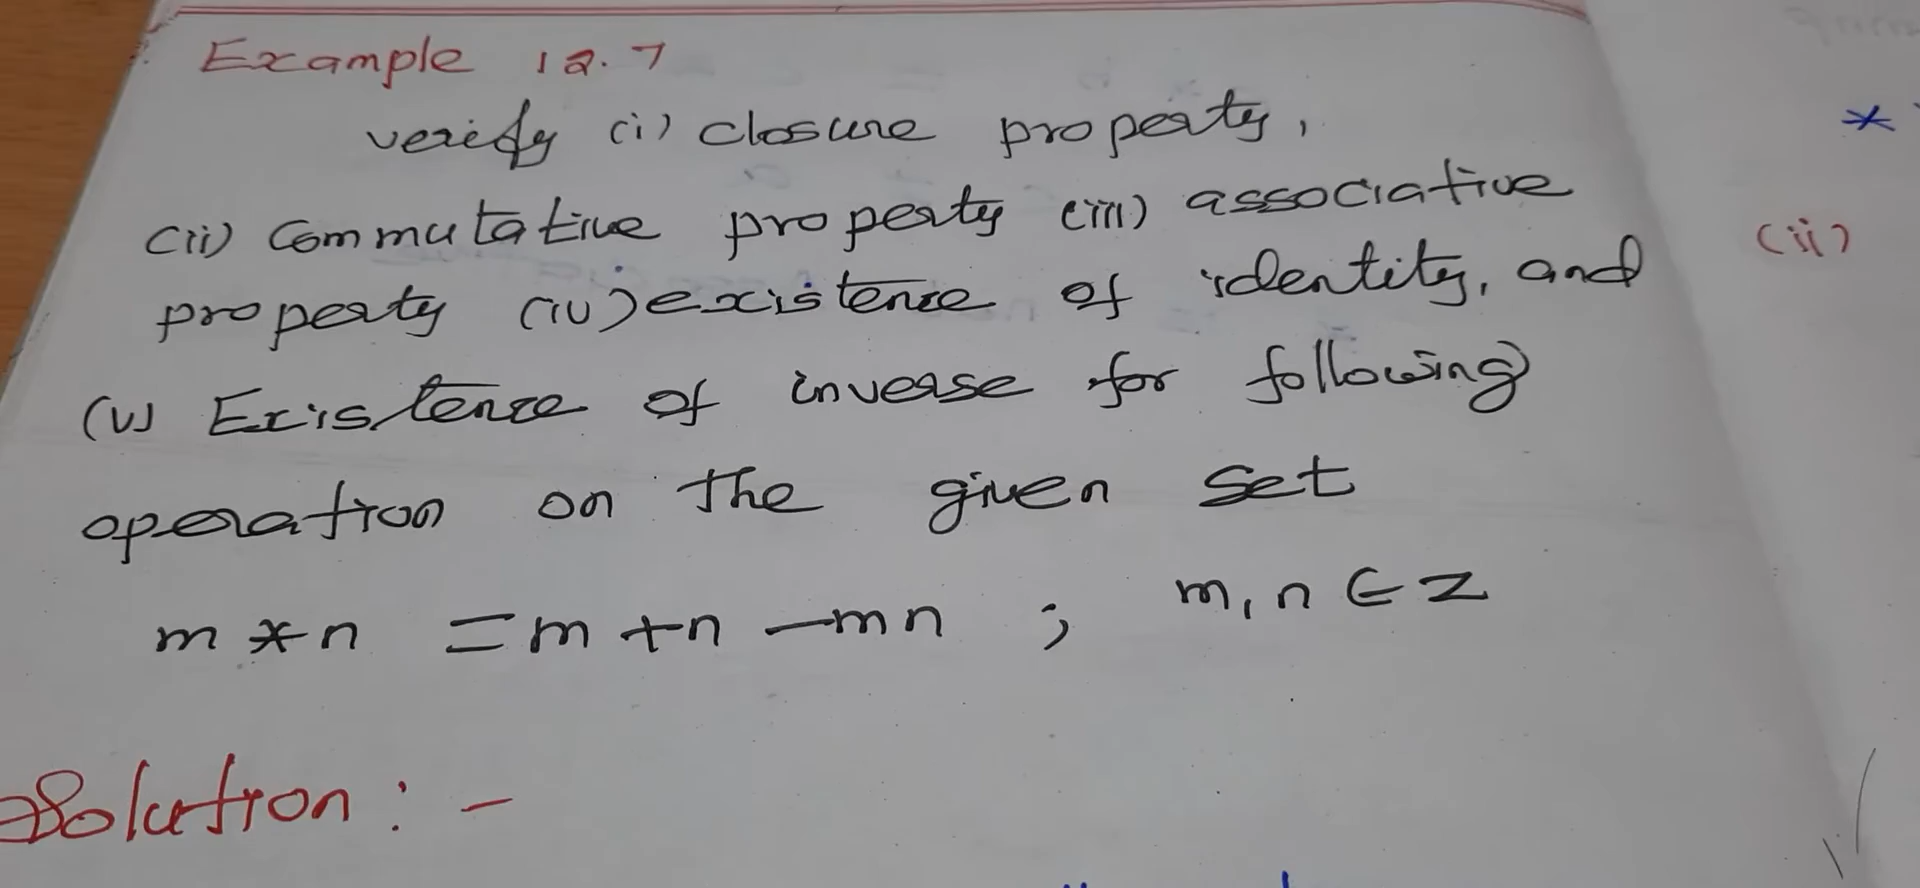 Example 12.7
verify (i) closure property,
(ii) Commutative property (iii) associative
property (iv) existence of identity, and
(v) Existence of inverse for following
operation on the given set
m * n = m + n - mn ; m, n ∈ Z
Solution : -
*
(ii)